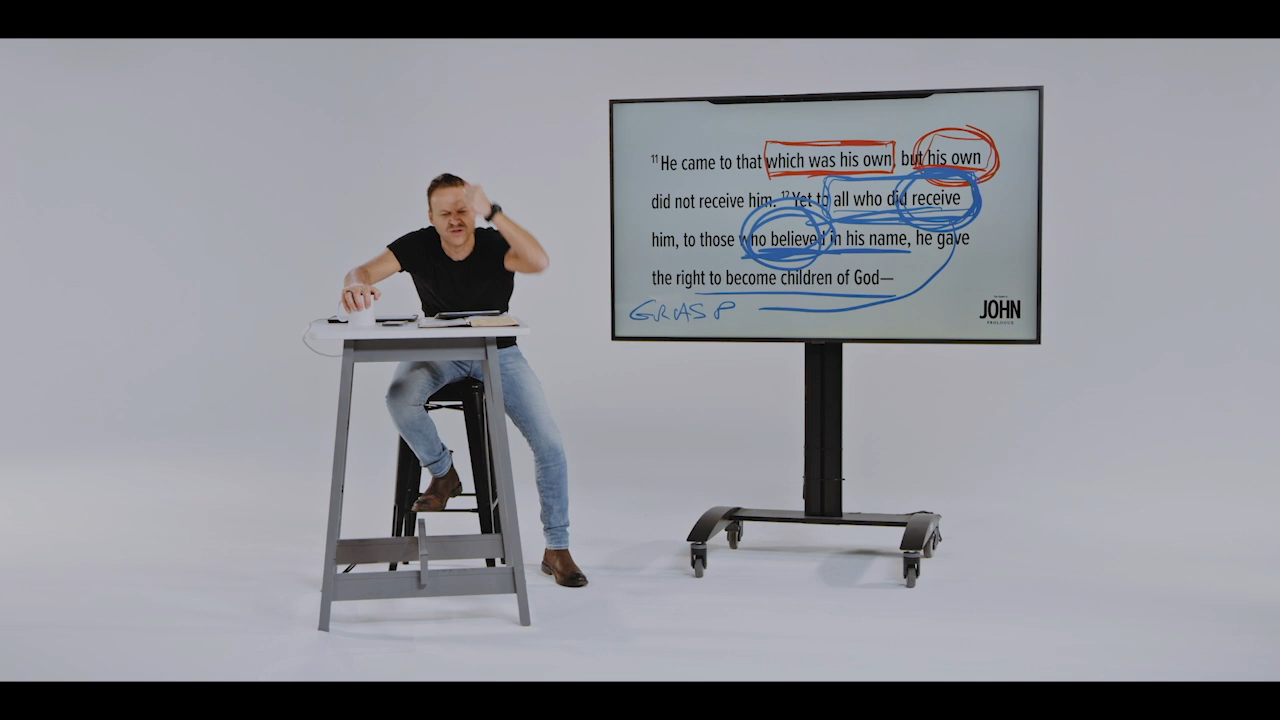 11 He came to that which was his own, but his own
did not receive him. 12 Yet to all who did receive
him, to those who believed in his name, he gave
the right to become children of God—
GRASP
JOHN
PROLOGUE